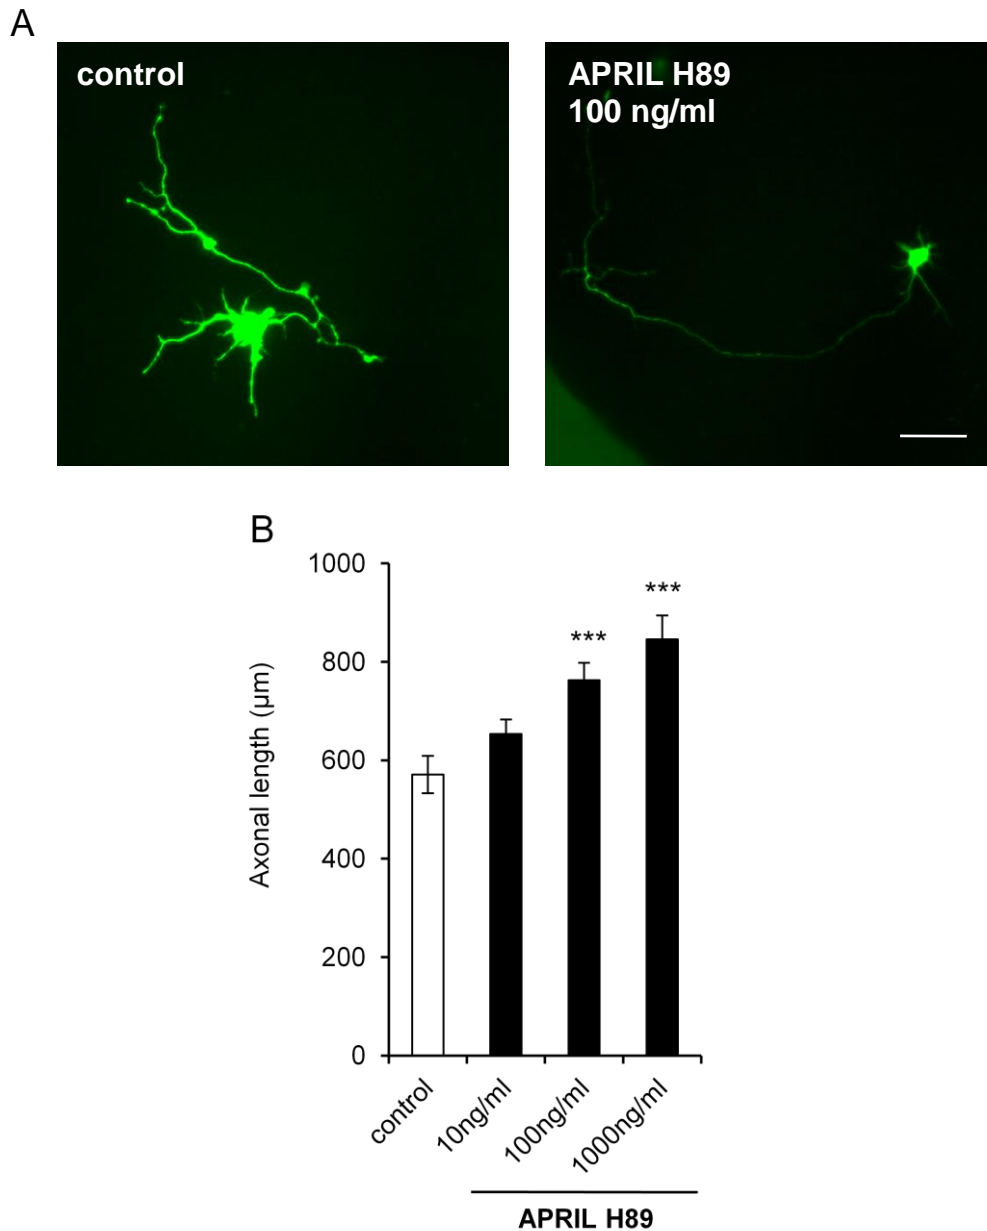 A
control
APRIL H89
100 ng/ml
B
1000
800
600
400
200
0
Axonal length (µm)
***
***
control
10ng/ml
100ng/ml
1000ng/ml
APRIL H89